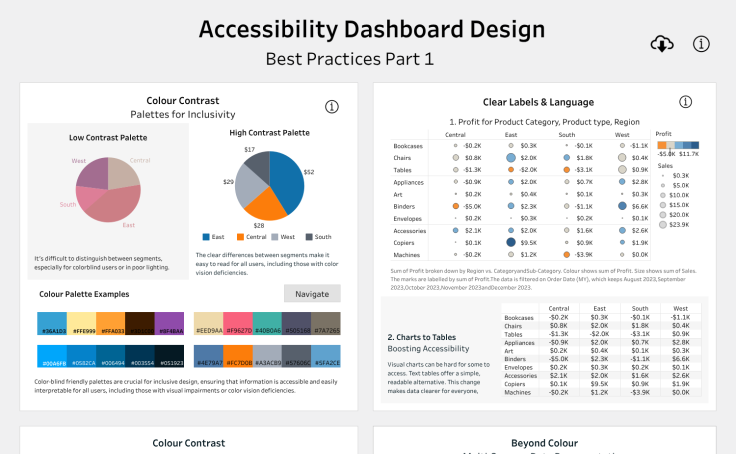 Accessibility Dashboard Design
Best Practices Part 1
Colour Contrast
Palettes for Inclusivity
Low Contrast Palette
West
Central
South
East
It's difficult to distinguish between segments,
especially for colorblind users or in poor lighting.
High Contrast Palette
$17
$52
$29
$28
East Central West South
The clear differences between segments make it
easy to read for all users, including those with color
vision deficiencies.
Colour Palette Examples
Navigate
#FFE999 #FFAD33 #8F4BAA
#EED9AA #F9627D #40B0A6 #505168 #7A7265
#00A6FB #0582CA #006494 #003554 #051923
#4E79A7 #FC7D0B #A3ACB9 #57606C #5FA2CE
Color-blind friendly palettes are crucial for inclusive design, ensuring that information is accessible and easily
interpretable for all users, including those with visual impairments or color vision deficiencies.
Clear Labels & Language
1. Profit for Product Category, Product type, Region
Central East South West
Bookcases -$0.2K $0.3K -$0.1K -$1.1K
Chairs $0.8K $2.0K $1.8K $0.4K
Tables -$1.3K -$2.0K -$3.1K $0.9K
Appliances -$0.9K $2.0K $0.7K $2.8K
Art $0.2K $0.4K $0.1K $0.3K
Binders -$5.0K $2.3K -$1.1K $6.6K
Envelopes $0.2K $0.3K $0.2K $0.2K
Accessories $2.1K $2.0K $1.6K $2.6K
Copiers $0.1K $9.5K $0.9K $1.9K
Machines -$0.2K $1.2K -$3.9K $0.0K
Profit
-$5.0K $11.7K
Sales
$0.3K
$5.0K
$10.0K
$15.0K
$20.0K
$23.9K
Sum of Profit broken down by Region vs. CategoryandSub-Category. Colour shows sum of Profit. Size shows sum of Sales.
The marks are labelled by sum of Profit.The data is filtered on Order Date (MY), which keeps August 2023,September
2023,October 2023,November 2023andDecember 2023.
2. Charts to Tables
Boosting Accessibility
Visual charts can be hard for some to
access. Text tables offer a simple,
readable alternative. This change
makes data clearer for everyone,
Central East South West
Bookcases -$0.2K $0.3K -$0.1K -$1.1K
Chairs $0.8K $2.0K $1.8K $0.4K
Tables -$1.3K -$2.0K -$3.1K $0.9K
Appliances -$0.9K $2.0K $0.7K $2.8K
Art $0.2K $0.4K $0.1K $0.3K
Binders -$5.0K $2.3K -$1.1K $6.6K
Envelopes $0.2K $0.3K $0.2K $0.2K
Accessories $2.1K $2.0K $1.6K $2.6K
Copiers $0.1K $9.5K $0.9K $1.9K
Machines -$0.2K $1.2K -$3.9K $0.0K
Colour Contrast
Beyond Colour